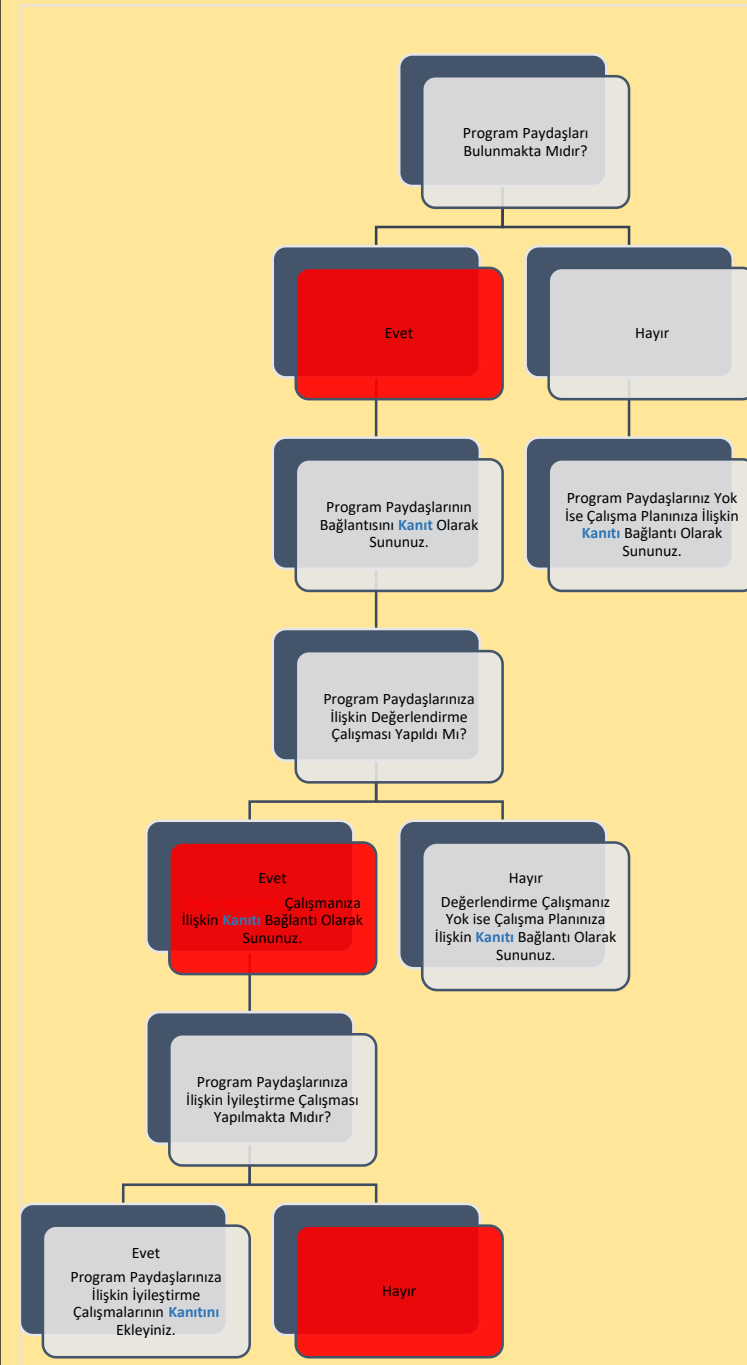 Program Paydaşları
Bulunmakta Mıdır?
Evet
Hayır
Program Paydaşlarının
Bağlantısını Kanıt Olarak
Sununuz.
Program Paydaşlarınız Yok
İse Çalışma Planınıza İlişkin
Kanıtı Bağlantı Olarak
Sununuz.
Program Paydaşlarınıza
İlişkin Değerlendirme
Çalışması Yapıldı Mı?
Evet
Çalışmanıza
İlişkin Kanıtı Bağlantı Olarak
Sununuz.
Hayır
Değerlendirme Çalışmanız
Yok ise Çalışma Planınıza
İlişkin Kanıtı Bağlantı Olarak
Sununuz.
Program Paydaşlarınıza
İlişkin İyileştirme Çalışması
Yapılmakta Mıdır?
Evet
Program Paydaşlarınıza
İlişkin İyileştirme
Çalışmalarının Kanıtını
Ekleyiniz.
Hayır